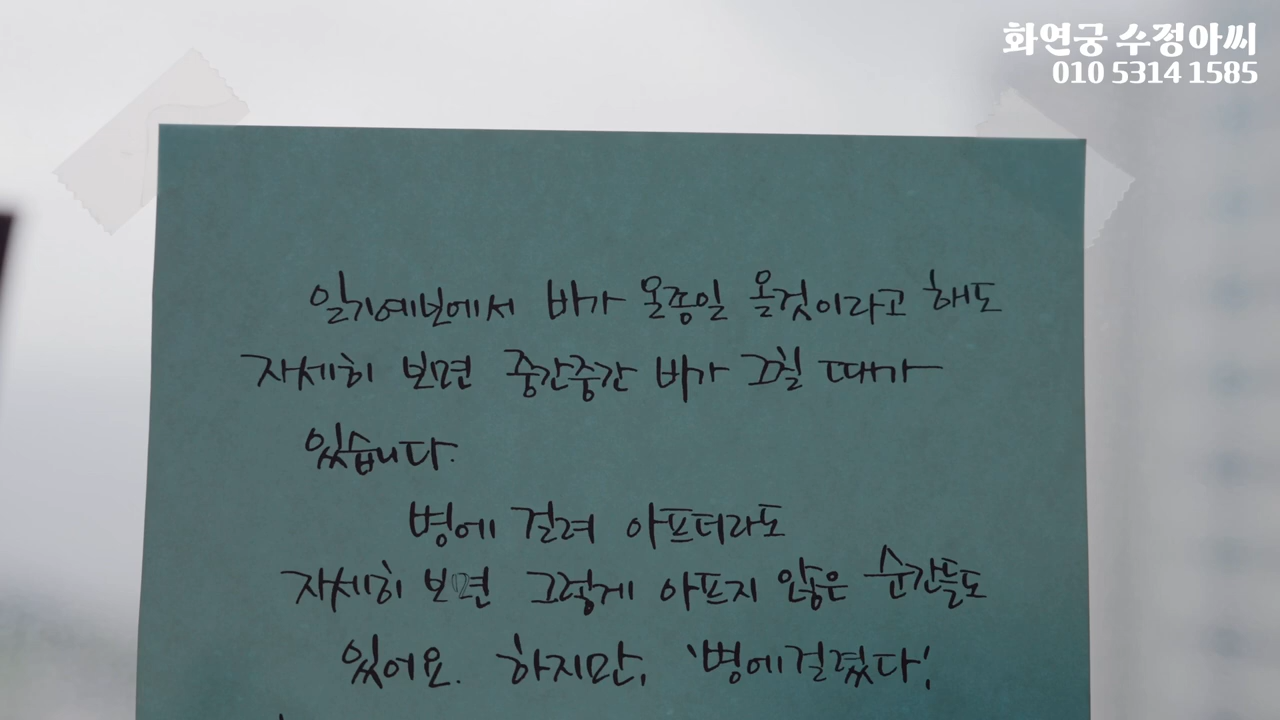 화연궁 수정아씨
010 5314 1585
일기예보에서 비가 온종일 올것이라고 해도
자세히 보면 중간중간 비가 그칠 때가
있습니다.
병에 걸려 아프더라도
자세히 보면 그렇게 아프지 않은 순간들도
있어요. 하지만, '병에걸렸다',